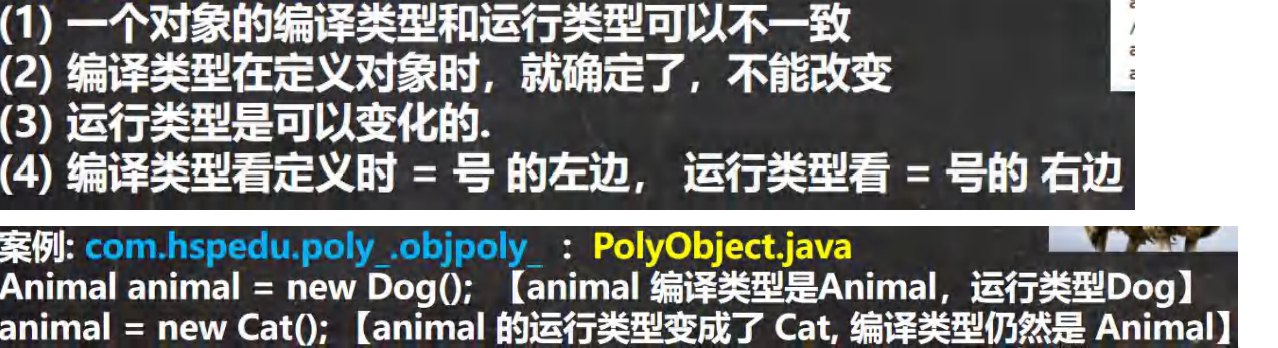 (1) 一个对象的编译类型和运行类型可以不一致
(2) 编译类型在定义对象时，就确定了，不能改变
(3) 运行类型是可以变化的.
(4) 编译类型看定义时 = 号 的左边， 运行类型看 = 号的 右边
案例: com.hspedu.poly_.objpoly_ : PolyObject.java
Animal animal = new Dog(); 【animal 编译类型是Animal，运行类型Dog】
animal = new Cat(); 【animal 的运行类型变成了 Cat, 编译类型仍然是 Animal】